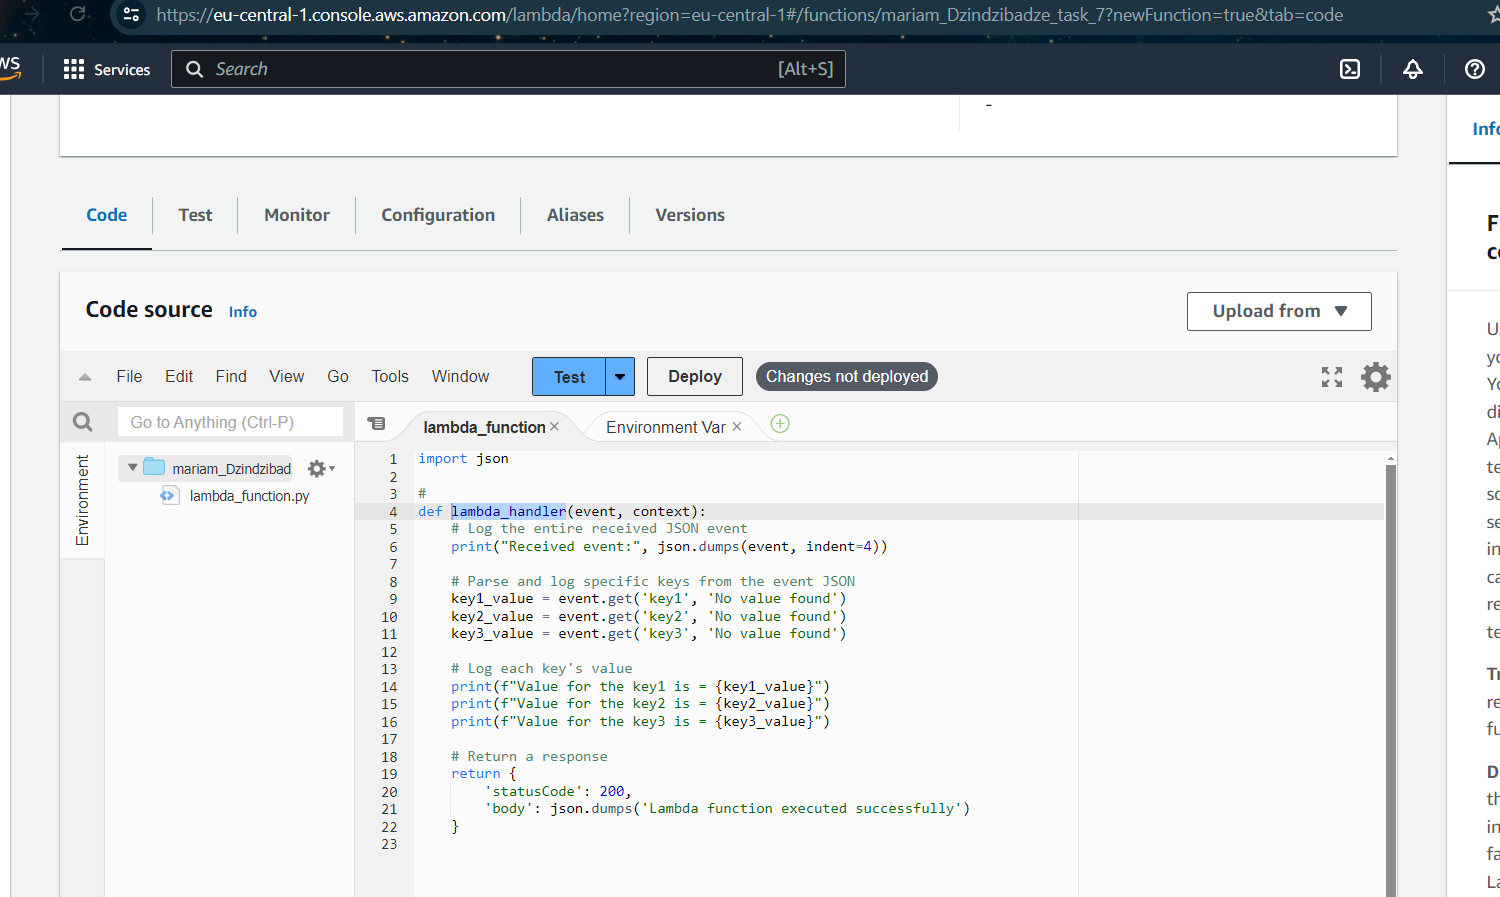 https://eu-central-1.console.aws.amazon.com/lambda/home?region=eu-central-1#/functions/mariam_Dzindzibadze_task_7?newFunction=true&tab=code
Services
Search [Alt+S]
-
Code Test Monitor Configuration Aliases Versions
Code source Info
Upload from
File Edit Find View Go Tools Window Test Deploy Changes not deployed
Go to Anything (Ctrl-P)
lambda_function Environment Var
Environment
mariam_Dzindzibad
lambda_function.py
1 import json
2
3 #
4 def lambda_handler(event, context):
5 # Log the entire received JSON event
6 print("Received event:", json.dumps(event, indent=4))
7
8 # Parse and log specific keys from the event JSON
9 key1_value = event.get('key1', 'No value found')
10 key2_value = event.get('key2', 'No value found')
11 key3_value = event.get('key3', 'No value found')
12
13 # Log each key's value
14 print(f"Value for the key1 is = {key1_value}")
15 print(f"Value for the key2 is = {key2_value}")
16 print(f"Value for the key3 is = {key3_value}")
17
18 # Return a response
19 return {
20 'statusCode': 200,
21 'body': json.dumps('Lambda function executed successfully')
22 }
23